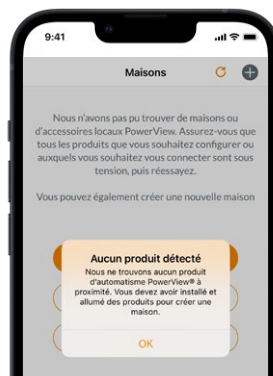 9:41
Maisons
Nous n'avons pas pu trouver de maisons ou
d'accessoires locaux PowerView. Assurez-vous que
tous les produits que vous souhaitez configurer ou
auxquels vous souhaitez vous connecter sont sous
tension, puis réessayez.
Vous pouvez également créer une nouvelle maison
Aucun produit détecté
Nous ne trouvons aucun produit
d'automatisme PowerView® à
proximité. Vous devez avoir installé et
allumé des produits pour créer une
maison.
OK